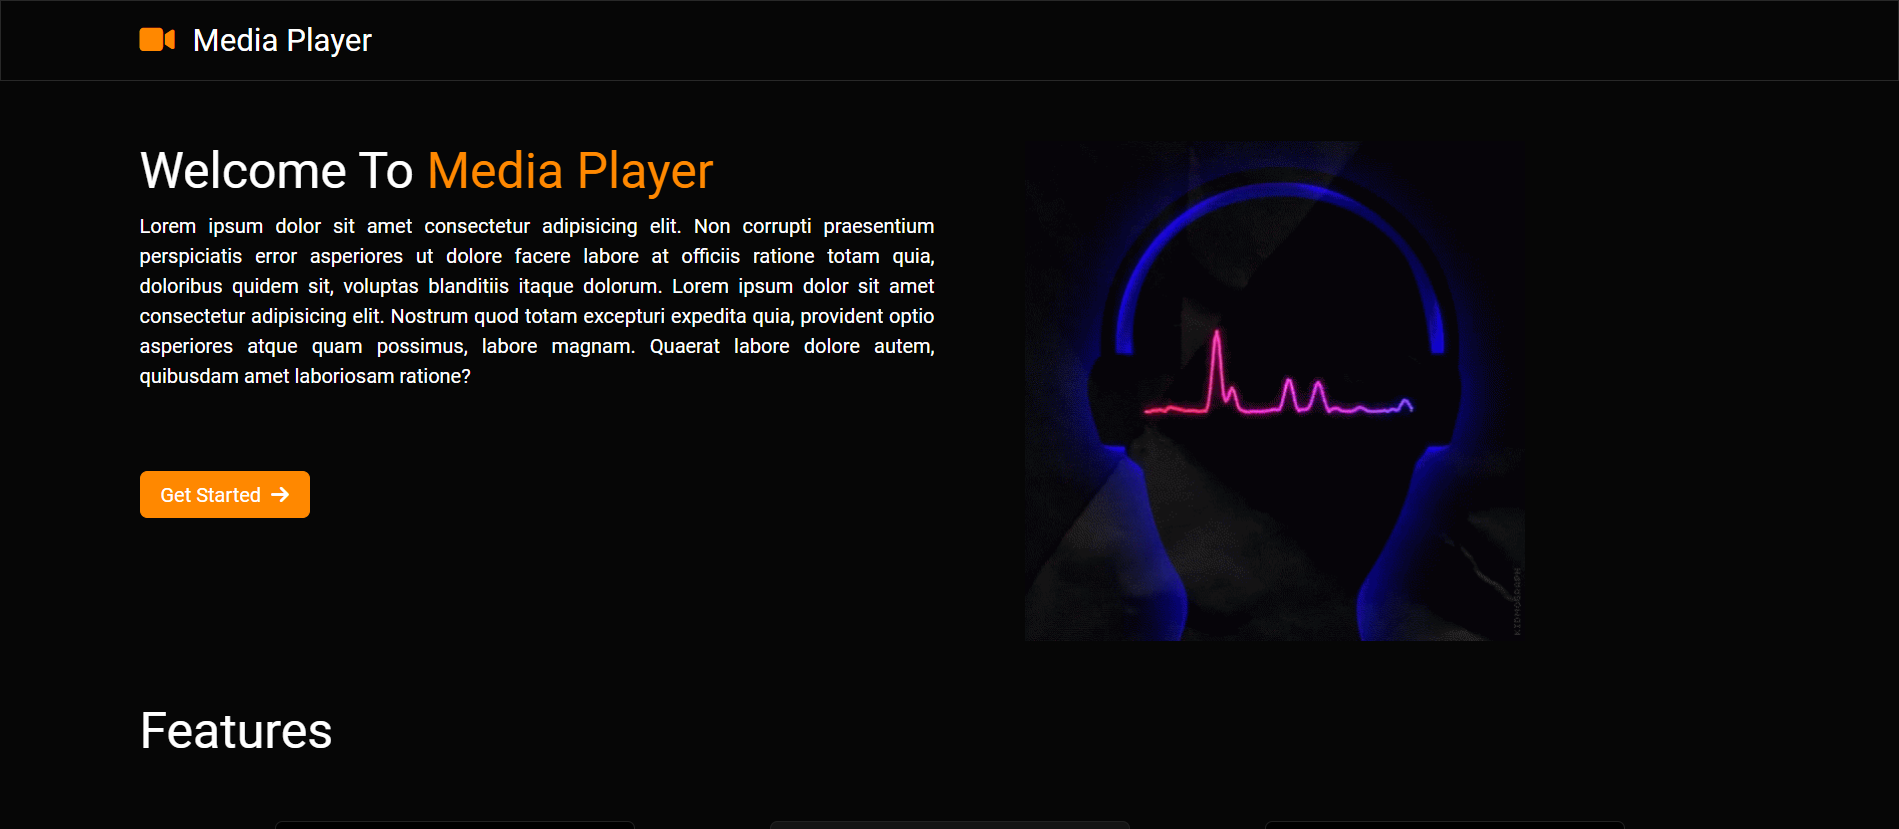 Media Player
Welcome To Media Player
Lorem ipsum dolor sit amet consectetur adipisicing elit. Non corrupti praesentium
perspiciatis error asperiores ut dolore facere labore at officiis ratione totam quia,
doloribus quidem sit, voluptas blanditiis itaque dolorum. Lorem ipsum dolor sit amet
consectetur adipisicing elit. Nostrum quod totam excepturi expedita quia, provident optio
asperiores atque quam possimus, labore magnam. Quaerat labore dolore autem,
quibusdam amet laboriosam ratione?
Get Started
KIDMOGRAPH
Features